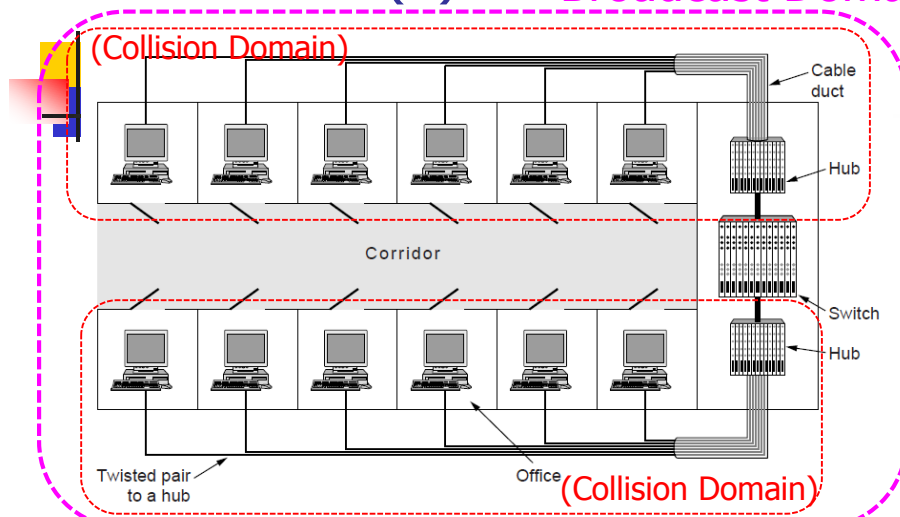 (Collision Domain)
Cable
duct
Hub
Corridor
Switch
Hub
Twisted pair
to a hub
Office
(Collision Domain)